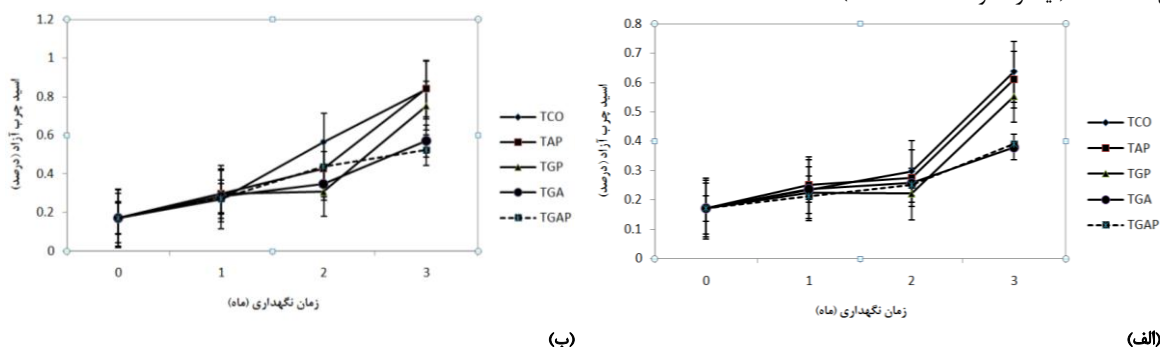 1.2
1
0.8
0.6
0.4
0.2
0
0
1
2
3
اسید چرب آزاد (درصد)
زمان نگهداری (ماه)
TCO
TAP
TGP
TGA
TGAP
(ب)
0.8
0.7
0.6
0.5
0.4
0.3
0.2
0.1
0
0
1
2
3
اسید چرب آزاد (درصد)
زمان نگهداری (ماه)
TCO
TAP
TGP
TGA
TGAP
(الف)